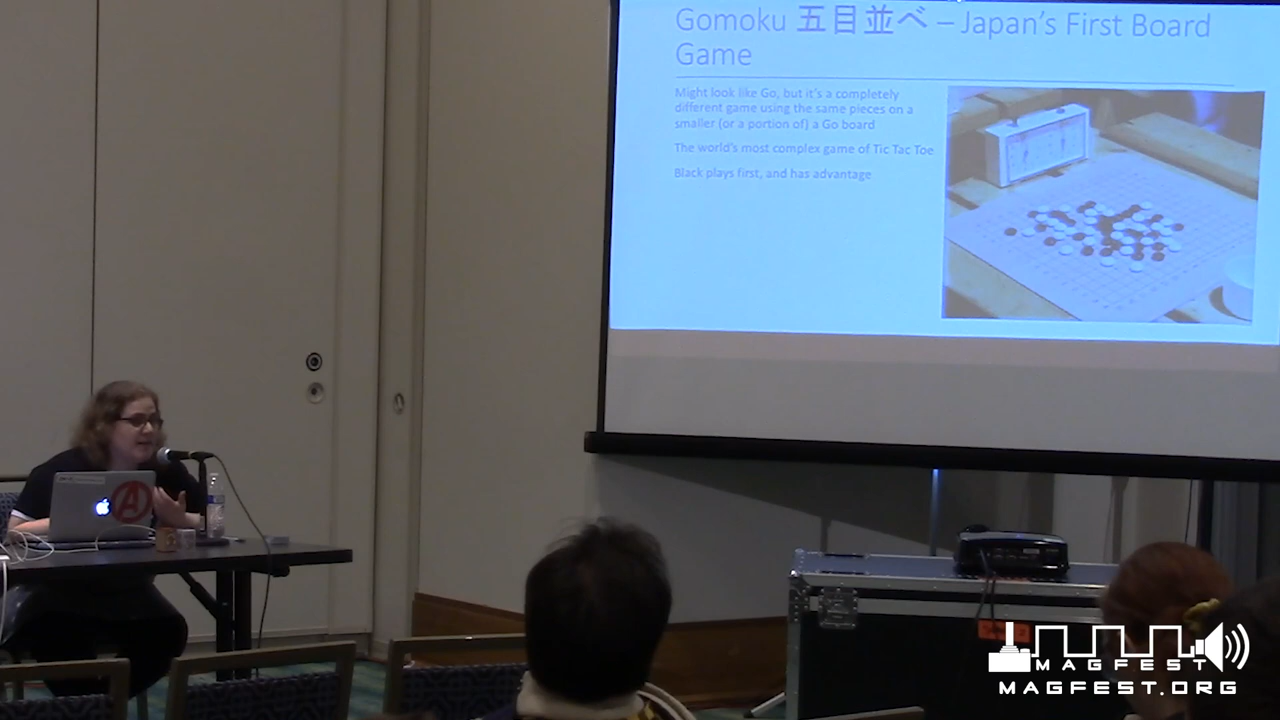 Gomoku 五目並べ – Japan's First Board
Game
Might look like Go, but it's a completely
different game using the same pieces on a
smaller (or a portion of) a Go board
The world's most complex game of Tic Tac Toe
Black plays first, and has advantage
MAGFEST
MAGFEST.ORG